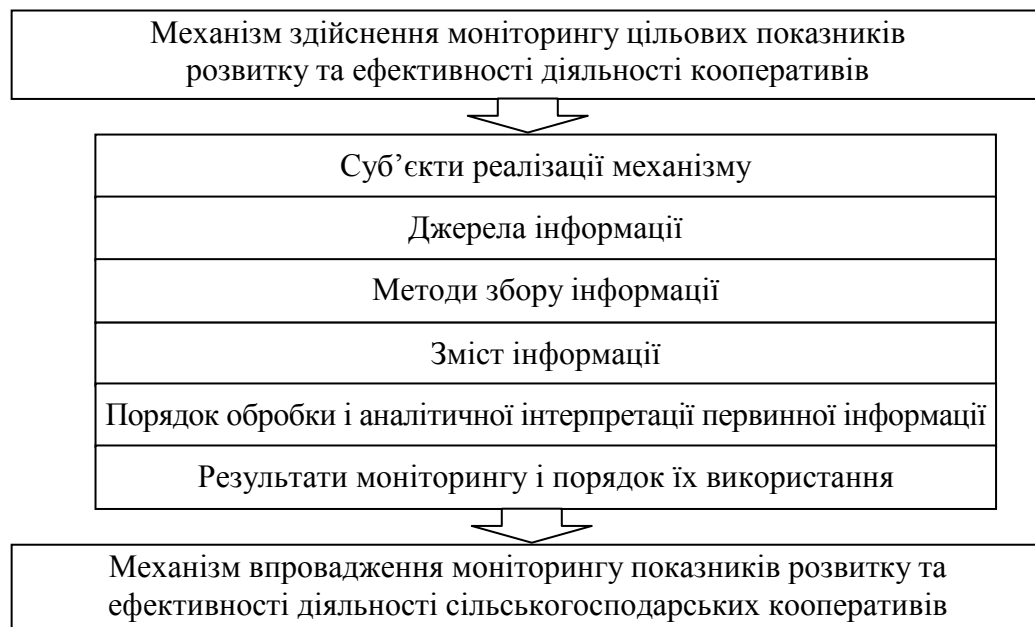 Механізм здійснення моніторингу цільових показників
розвитку та ефективності діяльності кооперативів
Суб’єкти реалізації механізму
Джерела інформації
Методи збору інформації
Зміст інформації
Порядок обробки і аналітичної інтерпретації первинної інформації
Результати моніторингу і порядок їх використання
Механізм впровадження моніторингу показників розвитку та
ефективності діяльності сільськогосподарських кооперативів